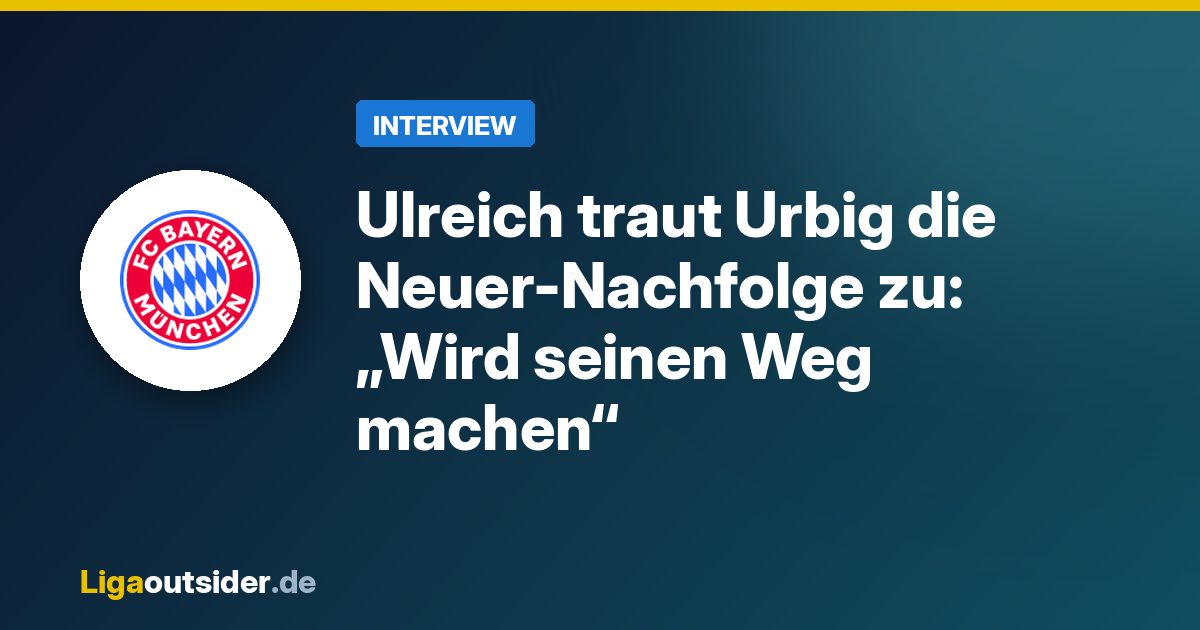 INTERVIEW
FC BAYERN
MÜNCHEN
Ulreich traut Urbig die
Neuer-Nachfolge zu:
„Wird seinen Weg
machen“
Ligaoutsider.de